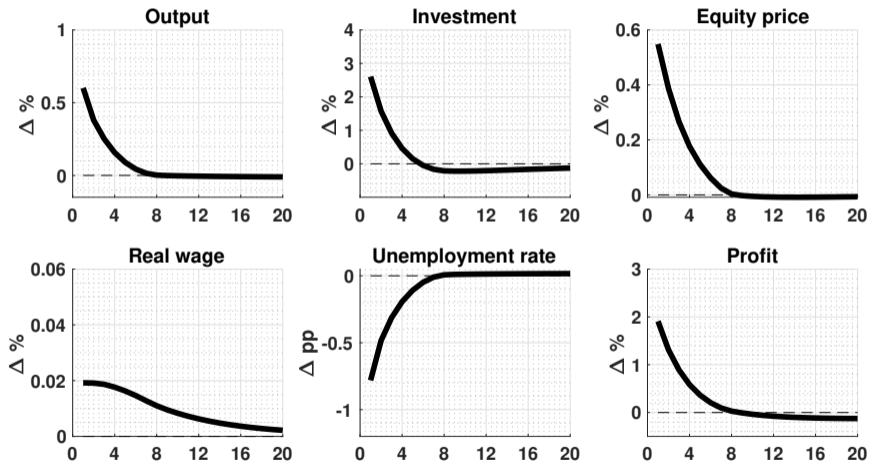 Output
Δ %
1
0.5
0
0 4 8 12 16 20
Investment
Δ %
4
3
2
1
0
0 4 8 12 16 20
Equity price
Δ %
0.6
0.4
0.2
0
0 4 8 12 16 20
Real wage
Δ %
0.06
0.04
0.02
0
0 4 8 12 16 20
Unemployment rate
Δ pp
0
-0.5
-1
0 4 8 12 16 20
Profit
Δ %
3
2
1
0
0 4 8 12 16 20